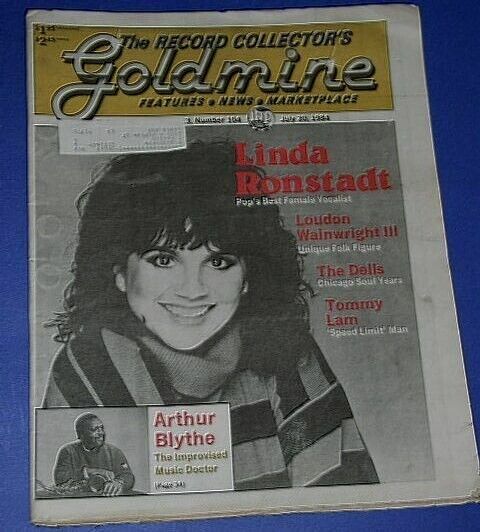 The RECORD COLLECTOR'S
Goldmine
FEATURES • NEWS • MARKETPLACE
Number 104 July 20, 1984
Linda
Ronstadt
Pop's Best Female Vocalist
Loudon
Wainwright III
Unique Folk Figure
The Dells
Chicago Soul Years
Tommy
Lam
'Speed Limit' Man
Arthur
Blythe
The Improvised
Music Doctor
(Page 34)